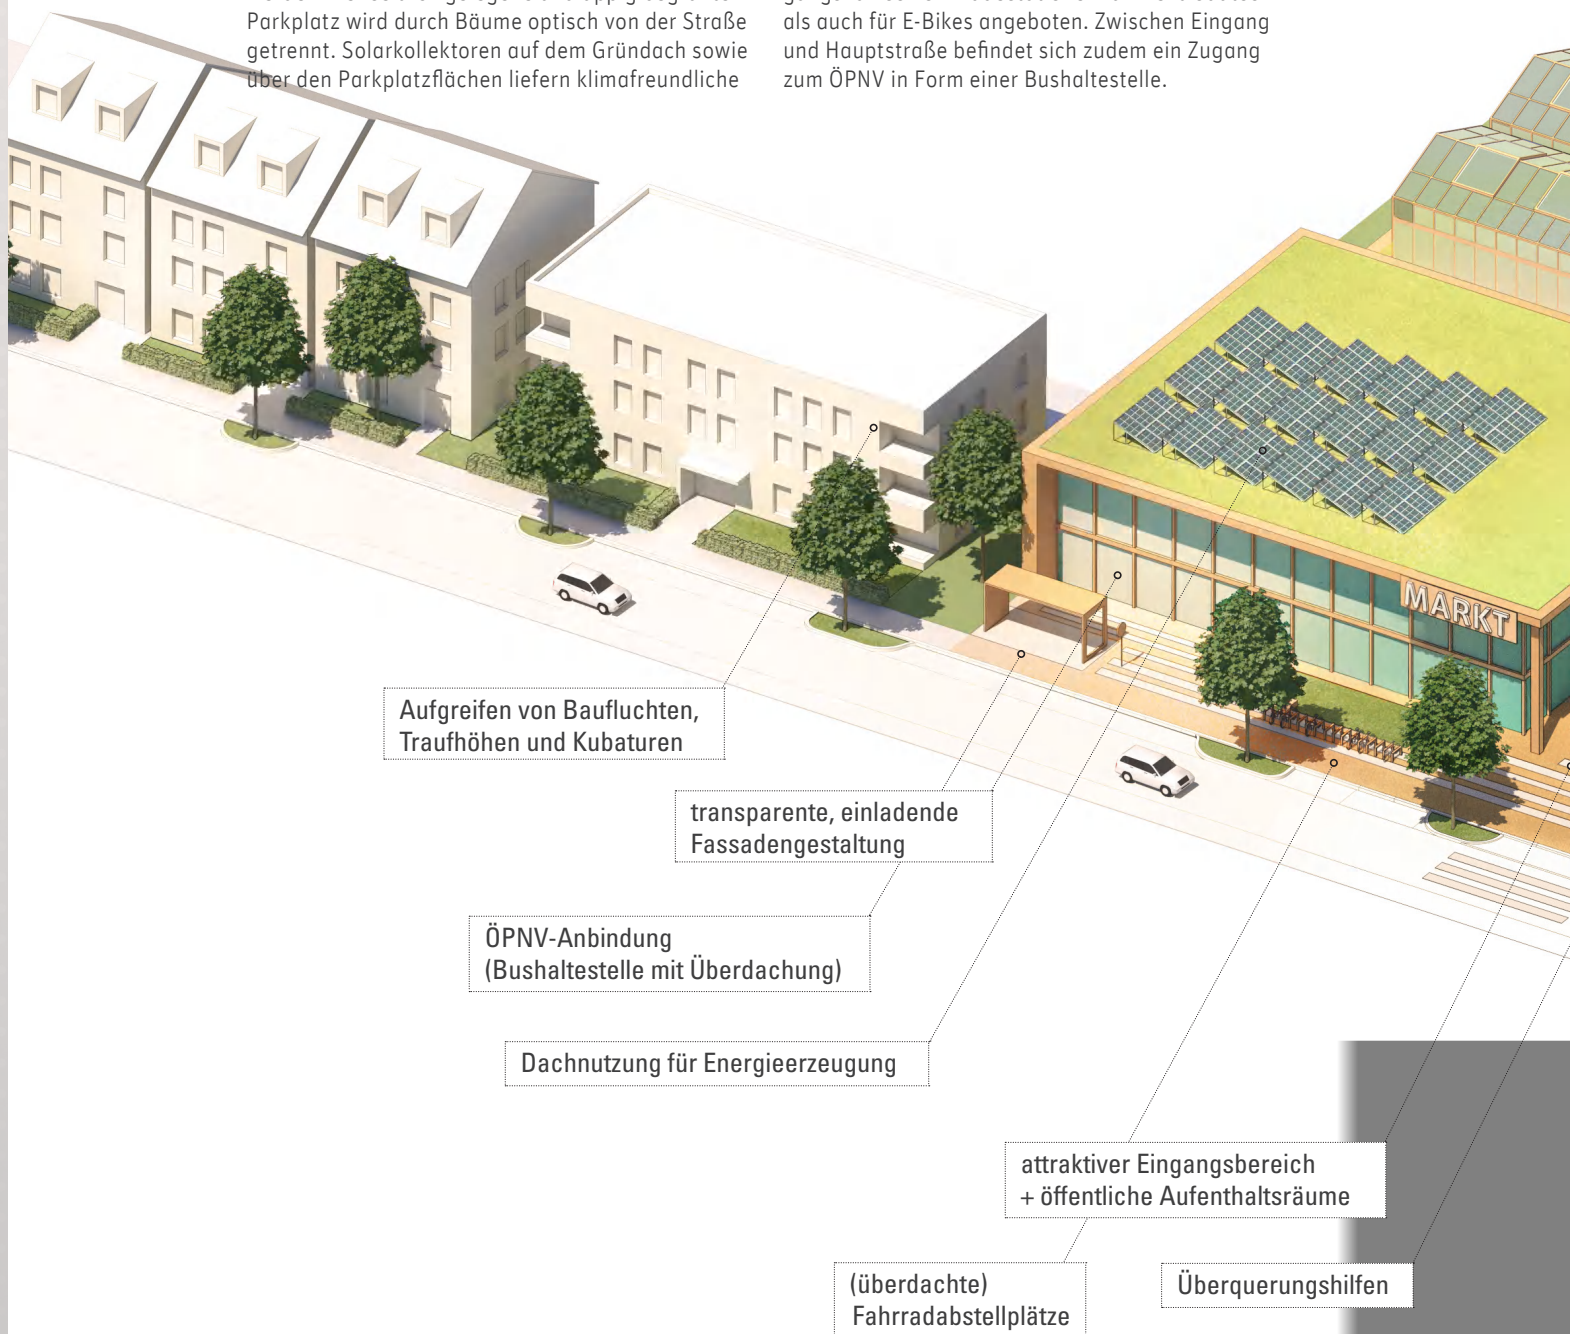 Parkplatz wird durch Bäume optisch von der Straße
getrennt. Solarkollektoren auf dem Gründach sowie
über den Parkplatzflächen liefern klimafreundliche
als auch für E-Bikes angeboten. Zwischen Eingang
und Hauptstraße befindet sich zudem ein Zugang
zum ÖPNV in Form einer Bushaltestelle.
MARKT
Aufgreifen von Baufluchten,
Traufhöhen und Kubaturen
transparente, einladende
Fassadengestaltung
ÖPNV-Anbindung
(Bushaltestelle mit Überdachung)
Dachnutzung für Energieerzeugung
attraktiver Eingangsbereich
+ öffentliche Aufenthaltsräume
(überdachte)
Fahrradabstellplätze
Überquerungshilfen